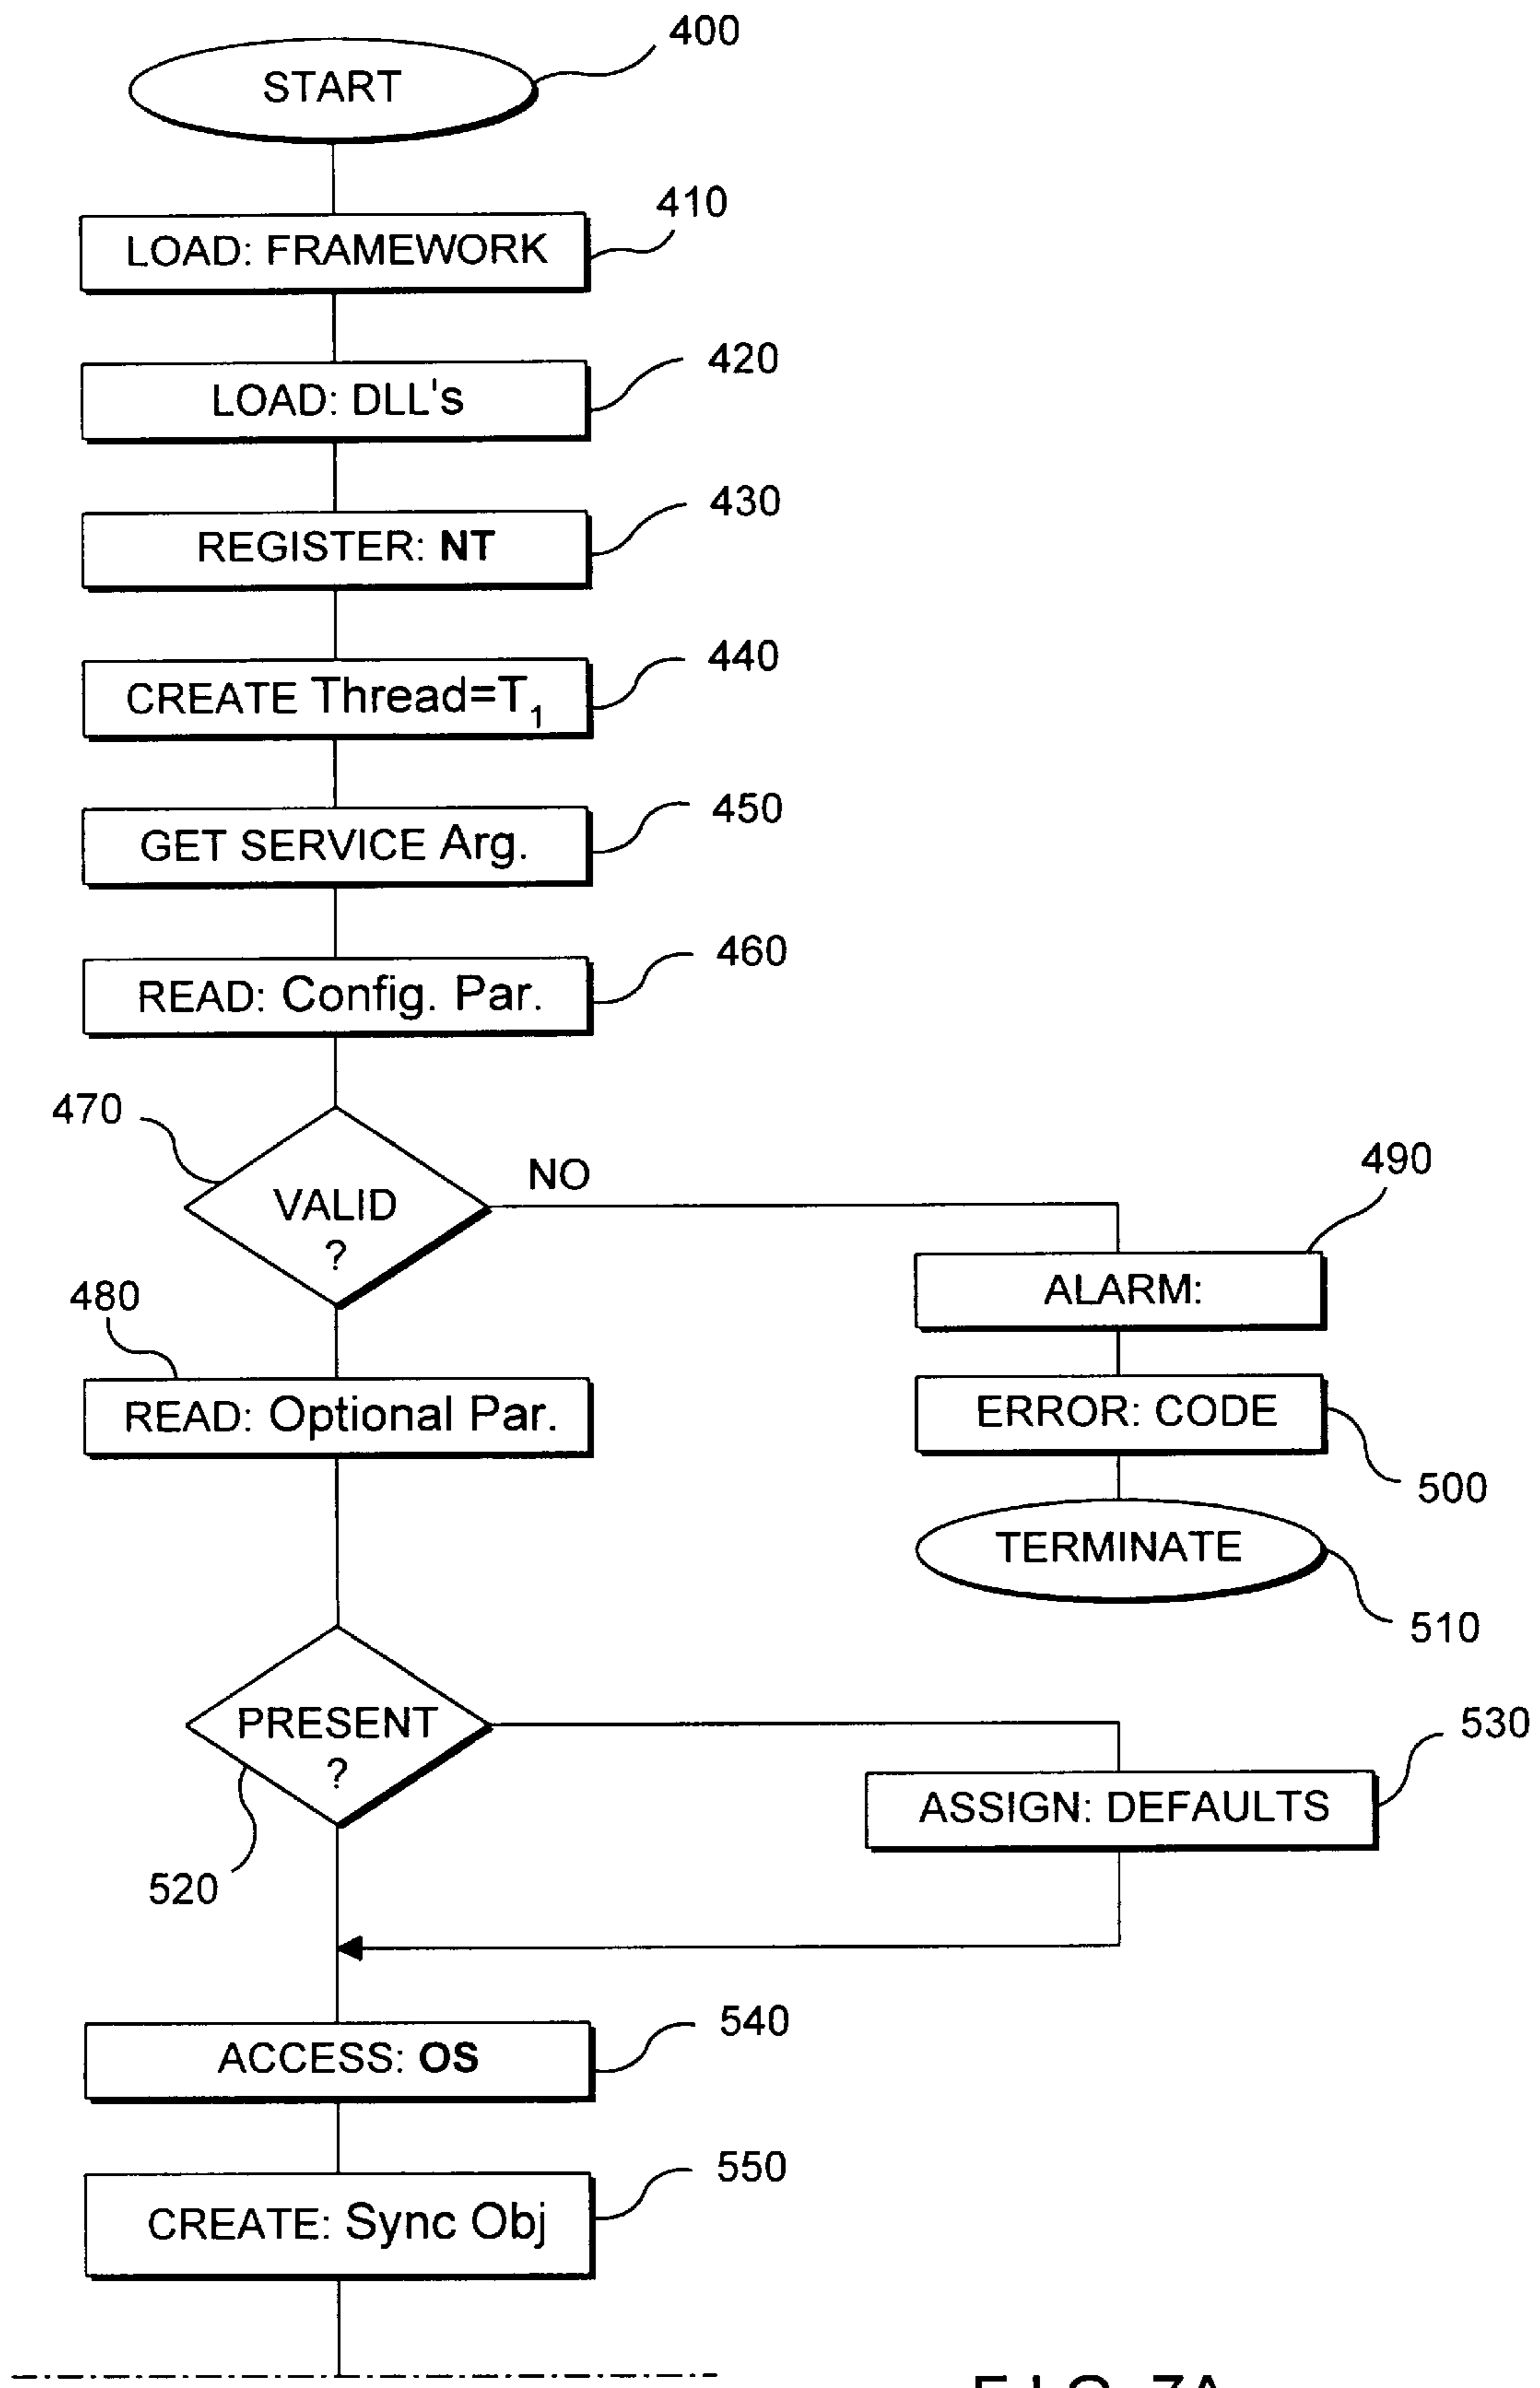 400
START
410
LOAD: FRAMEWORK
420
LOAD: DLL's
430
REGISTER: NT
440
CREATE Thread=T1
450
GET SERVICE Arg.
460
READ: Config. Par.
470
VALID
?
NO
490
ALARM:
480
READ: Optional Par.
ERROR: CODE
500
TERMINATE
510
PRESENT
?
520
530
ASSIGN: DEFAULTS
540
ACCESS: OS
550
CREATE: Sync Obj
FIG. 7A